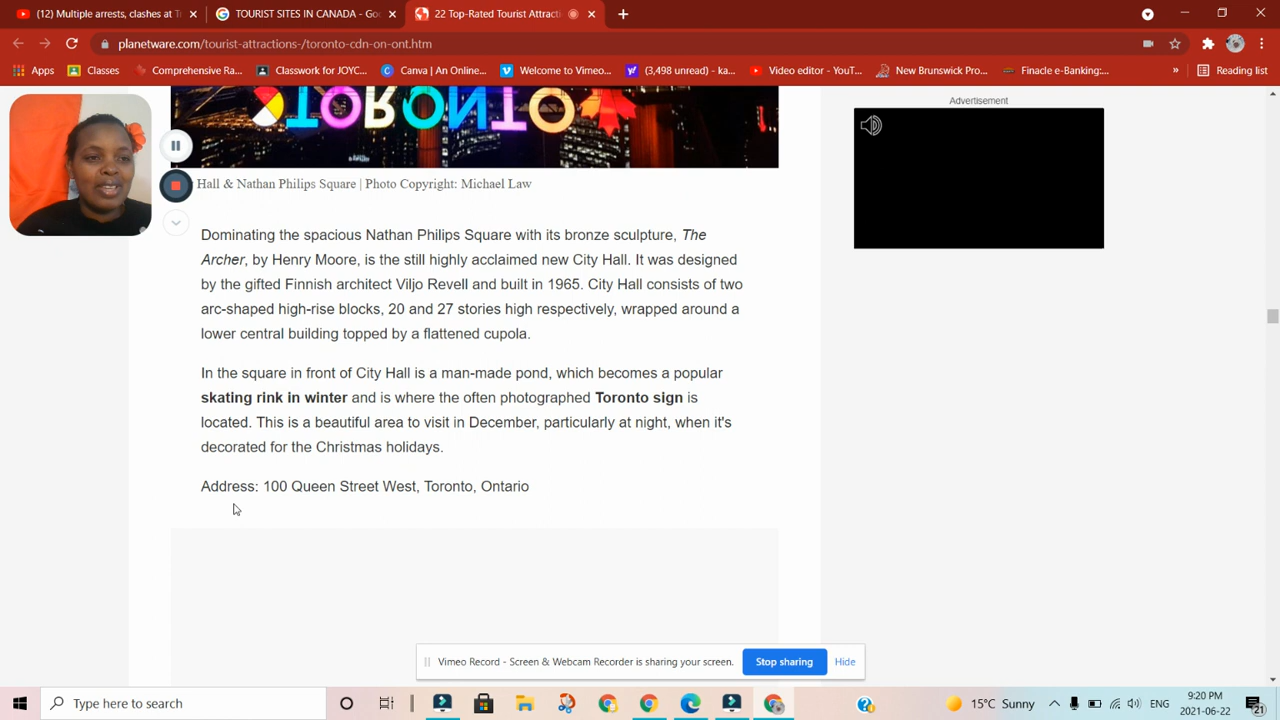 (12) Multiple arrests, clashes at T
TOURIST SITES IN CANADA - Goo
22 Top-Rated Tourist Attracti
planetware.com/tourist-attractions-/toronto-cdn-on-ont.htm
Apps
Classes
Comprehensive Ra...
Classwork for JOYC...
Canva | An Online...
Welcome to Vimeo...
(3,498 unread) - ka...
Video editor - YouT...
New Brunswick Pro...
Finacle e-Banking:...
»
Reading list
TORONTO
Hall & Nathan Philips Square | Photo Copyright: Michael Law
Advertisement
Dominating the spacious Nathan Philips Square with its bronze sculpture, The
Archer, by Henry Moore, is the still highly acclaimed new City Hall. It was designed
by the gifted Finnish architect Viljo Revell and built in 1965. City Hall consists of two
arc-shaped high-rise blocks, 20 and 27 stories high respectively, wrapped around a
lower central building topped by a flattened cupola.
In the square in front of City Hall is a man-made pond, which becomes a popular
skating rink in winter and is where the often photographed Toronto sign is
located. This is a beautiful area to visit in December, particularly at night, when it's
decorated for the Christmas holidays.
Address: 100 Queen Street West, Toronto, Ontario
Vimeo Record - Screen & Webcam Recorder is sharing your screen.
Stop sharing
Hide
Type here to search
15°C Sunny
ENG
9:20 PM
2021-06-22
21